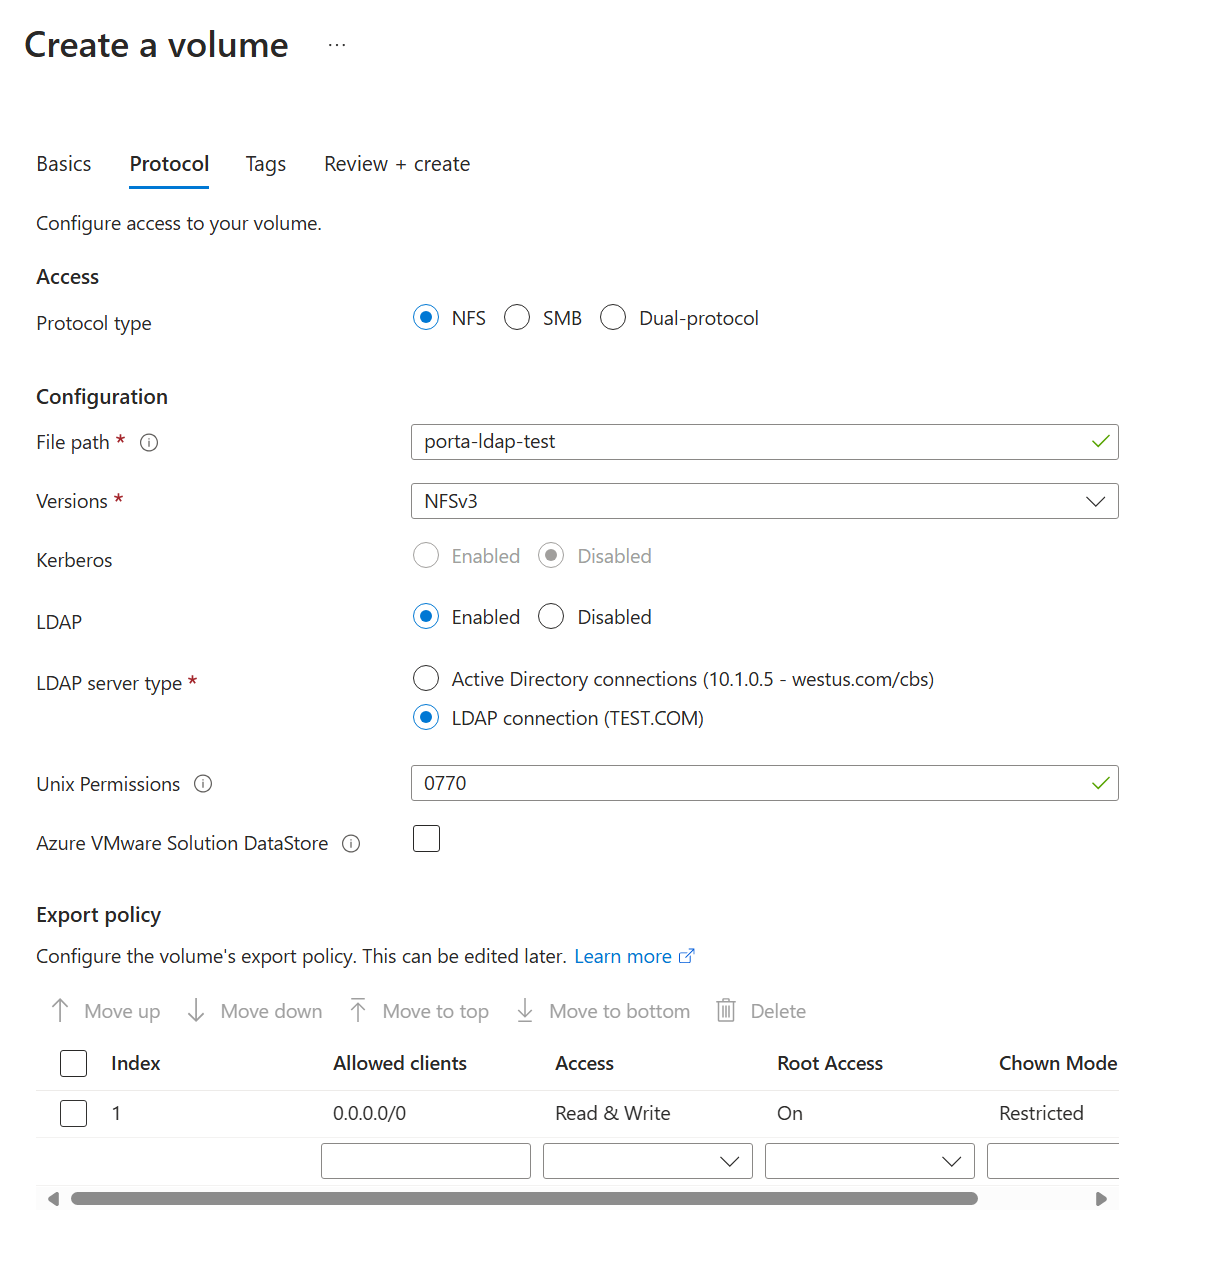 Create a volume ...
Basics Protocol Tags Review + create
Configure access to your volume.
Access
Protocol type NFS SMB Dual-protocol
Configuration
File path * porta-ldap-test
Versions * NFSv3
Kerberos Enabled Disabled
LDAP Enabled Disabled
LDAP server type * Active Directory connections (10.1.0.5 - westus.com/cbs)
LDAP connection (TEST.COM)
Unix Permissions 0770
Azure VMware Solution DataStore
Export policy
Configure the volume's export policy. This can be edited later. Learn more
Move up Move down Move to top Move to bottom Delete
Index Allowed clients Access Root Access Chown Mode
1 0.0.0.0/0 Read & Write On Restricted